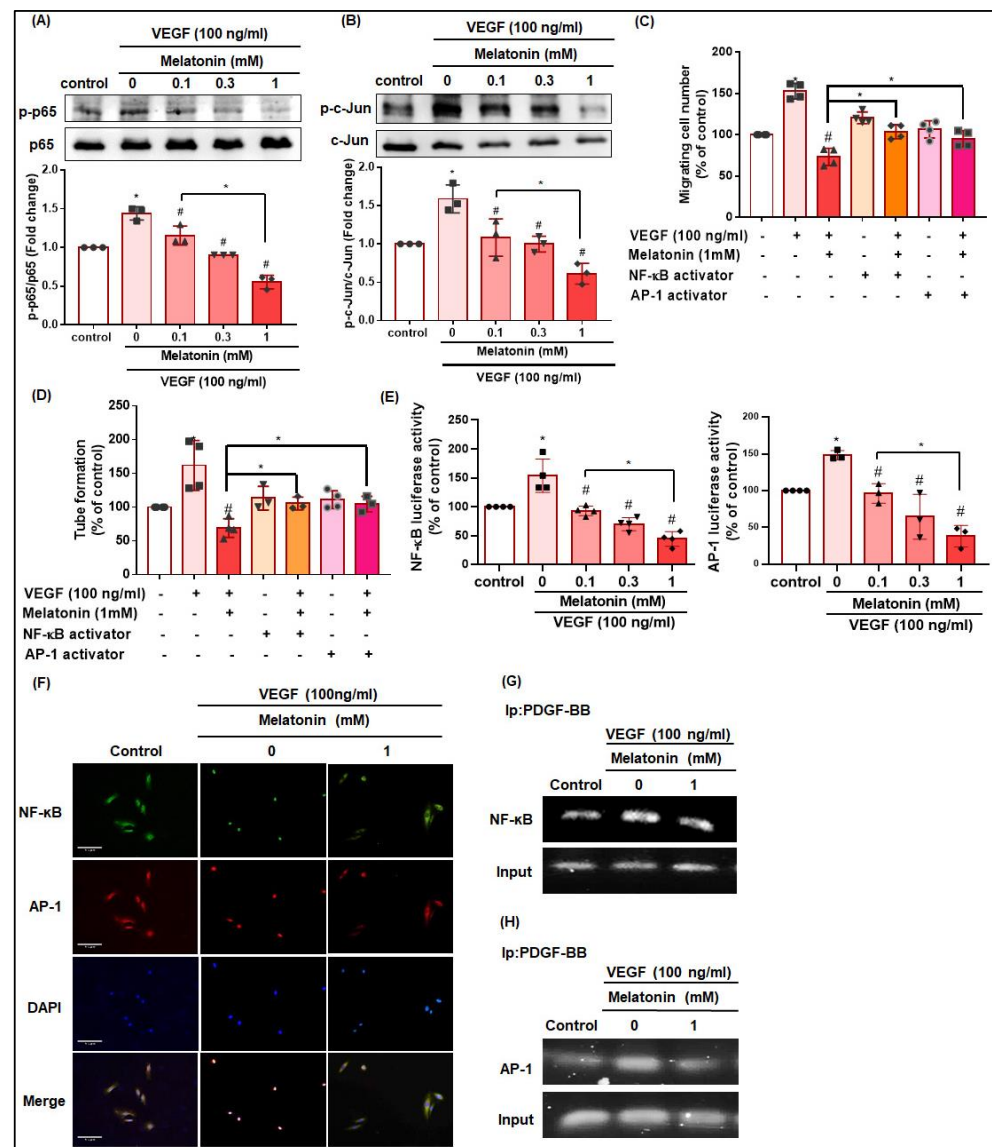 (A)
VEGF (100 ng/ml)
Melatonin (mM)
control 0 0.1 0.3 1
p-p65
p65
p-p65/p65 (Fold change)
2.0
1.5
1.0
0.5
0.0
*
#
#
*
#
control 0 0.1 0.3 1
Melatonin (mM)
VEGF (100 ng/ml)
(B)
VEGF (100 ng/ml)
Melatonin (mM)
control 0 0.1 0.3 1
p-c-Jun
c-Jun
p-c-Jun/c-Jun (Fold change)
2.0
1.5
1.0
0.5
0.0
*
#
#
*
#
control 0 0.1 0.3 1
Melatonin (mM)
VEGF (100 ng/ml)
(C)
Migrating cell number
(% of control)
200
150
100
50
0
*
#
*
*
VEGF (100 ng/ml) - + + - + - +
Melatonin (1mM) - - + - + - +
NF-κB activator - - - + + - -
AP-1 activator - - - - - + +
(D)
Tube formation
(% of control)
250
200
150
100
50
0
*
#
*
*
VEGF (100 ng/ml) - + + - + - +
Melatonin (1mM) - - + - + - +
NF-κB activator - - - + + - -
AP-1 activator - - - - - + +
(E)
NF-κB luciferase activity
(% of control)
250
200
150
100
50
0
*
#
#
*
#
control 0 0.1 0.3 1
Melatonin (mM)
VEGF (100 ng/ml)
AP-1 luciferase activity
(% of control)
250
200
150
100
50
0
*
#
#
*
#
control 0 0.1 0.3 1
Melatonin (mM)
VEGF (100 ng/ml)
(F)
VEGF (100ng/ml)
Melatonin (mM)
Control 0 1
NF-κB
AP-1
DAPI
Merge
(G)
Ip:PDGF-BB
VEGF (100 ng/ml)
Melatonin (mM)
Control 0 1
NF-κB
Input
(H)
Ip:PDGF-BB
VEGF (100 ng/ml)
Melatonin (mM)
Control 0 1
AP-1
Input